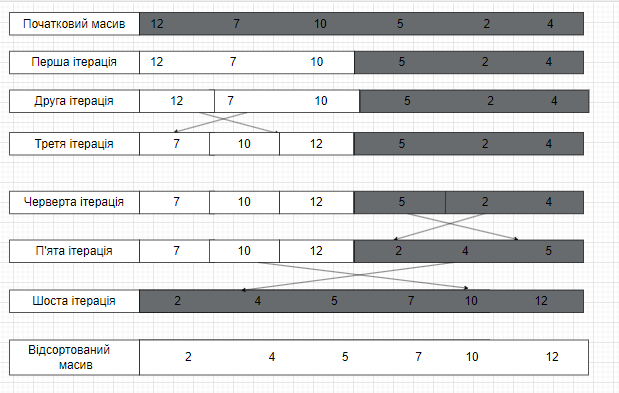 Початковий масив 12 7 10 5 2 4
Перша ітерація 12 7 10 5 2 4
Друга ітерація 12 7 10 5 2 4
Третя ітерація 7 10 12 5 2 4
Черверта ітерація 7 10 12 5 2 4
П'ята ітерація 7 10 12 2 4 5
Шоста ітерація 2 4 5 7 10 12
Відсортований
масив 2 4 5 7 10 12